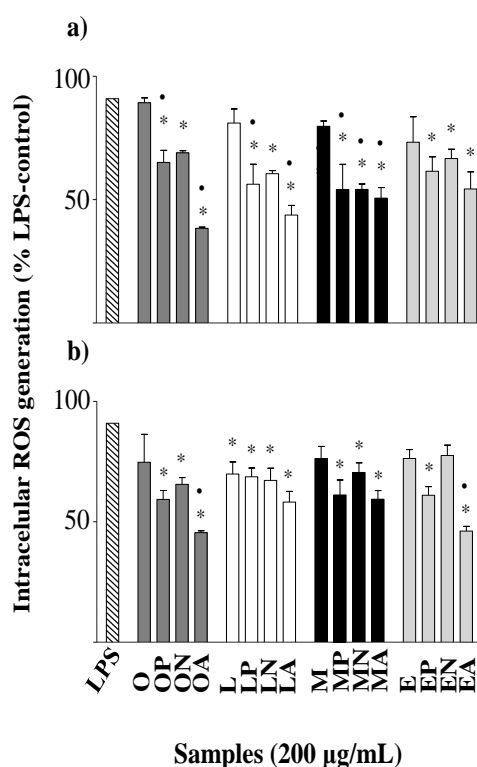 a)
100
50
• • • • •
* * * * * * * * * * * *
b)
100
50
• •
* * * * * * * * * * * * *
Intracelular ROS generation (% LPS-control)
LPS O OP ON OA L LP LN LA M MP MN MA E EP EN EA
Samples (200 µg/mL)